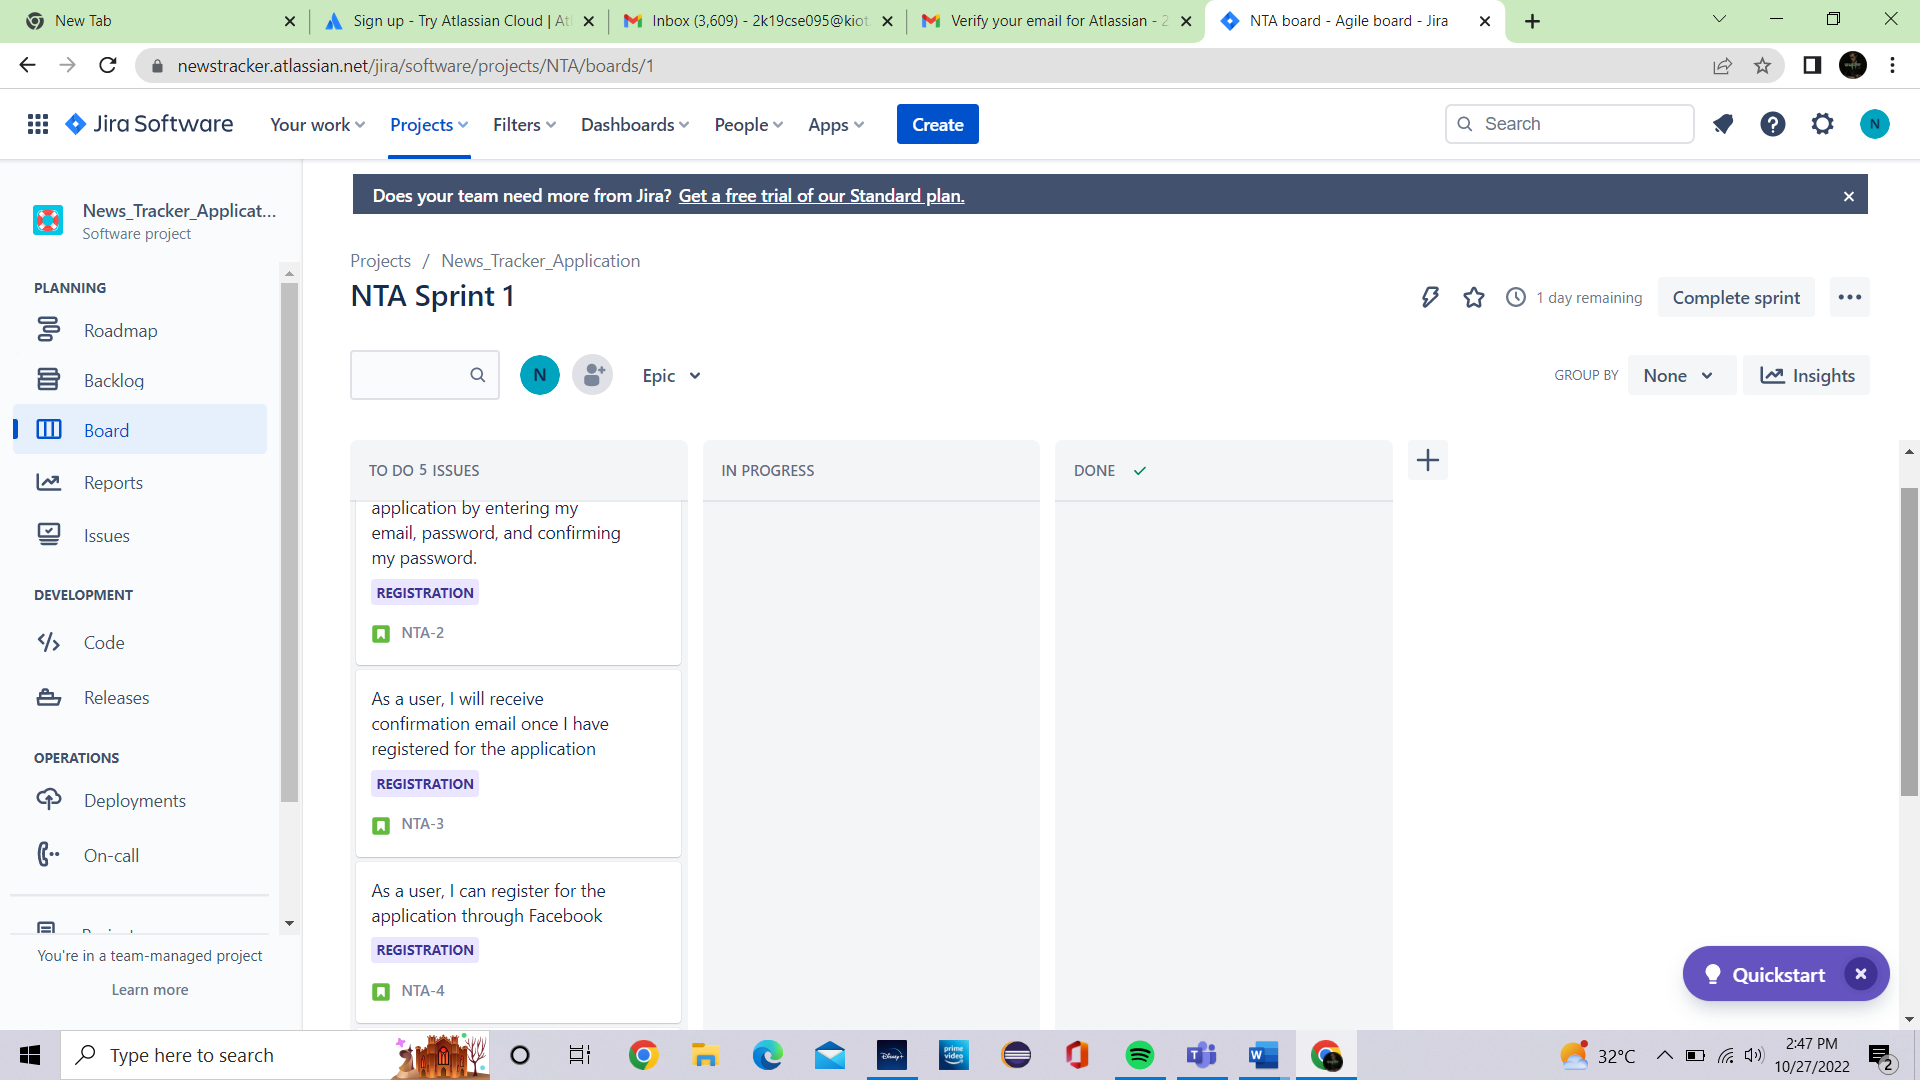 New Tab
Sign up - Try Atlassian Cloud | Atl
Inbox (3,609) - 2k19cse095@kiot
Verify your email for Atlassian - 2
NTA board - Agile board - Jira
newstracker.atlassian.net/jira/software/projects/NTA/boards/1
Jira Software
Your work
Projects
Filters
Dashboards
People
Apps
Create
Search
N
Does your team need more from Jira? Get a free trial of our Standard plan.
News_Tracker_Applicat...
Software project
PLANNING
Roadmap
Backlog
Board
Reports
Issues
DEVELOPMENT
Code
Releases
OPERATIONS
Deployments
On-call
You're in a team-managed project
Learn more
Projects / News_Tracker_Application
NTA Sprint 1
1 day remaining
Complete sprint
N
Epic
GROUP BY
None
Insights
TO DO 5 ISSUES
IN PROGRESS
DONE
application by entering my
email, password, and confirming
my password.
REGISTRATION
NTA-2
As a user, I will receive
confirmation email once I have
registered for the application
REGISTRATION
NTA-3
As a user, I can register for the
application through Facebook
REGISTRATION
NTA-4
Quickstart
Type here to search
Disney+
prime
video
W
32°C
2:47 PM
10/27/2022
2